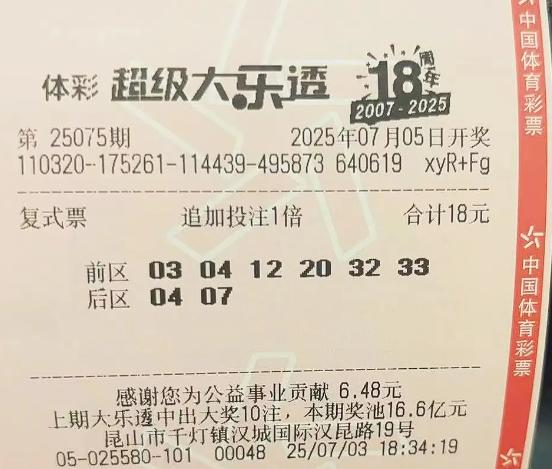 体彩 超级大乐透 18周年 2007-2025
第 25075期 2025年07月05日开奖
110320-175261-114439-495873 640619 xyR+Fg
复式票 追加投注1倍 合计18元
前区 03 04 12 20 32 33
后区 04 07
感谢您为公益事业贡献 6.48元
上期大乐透中出大奖10注，本期奖池16.6亿元
昆山市千灯镇汉城国际汉昆路19号
05-025580-101 00048 25/07/03 18:34:19
中国体育彩票
中国体育彩票